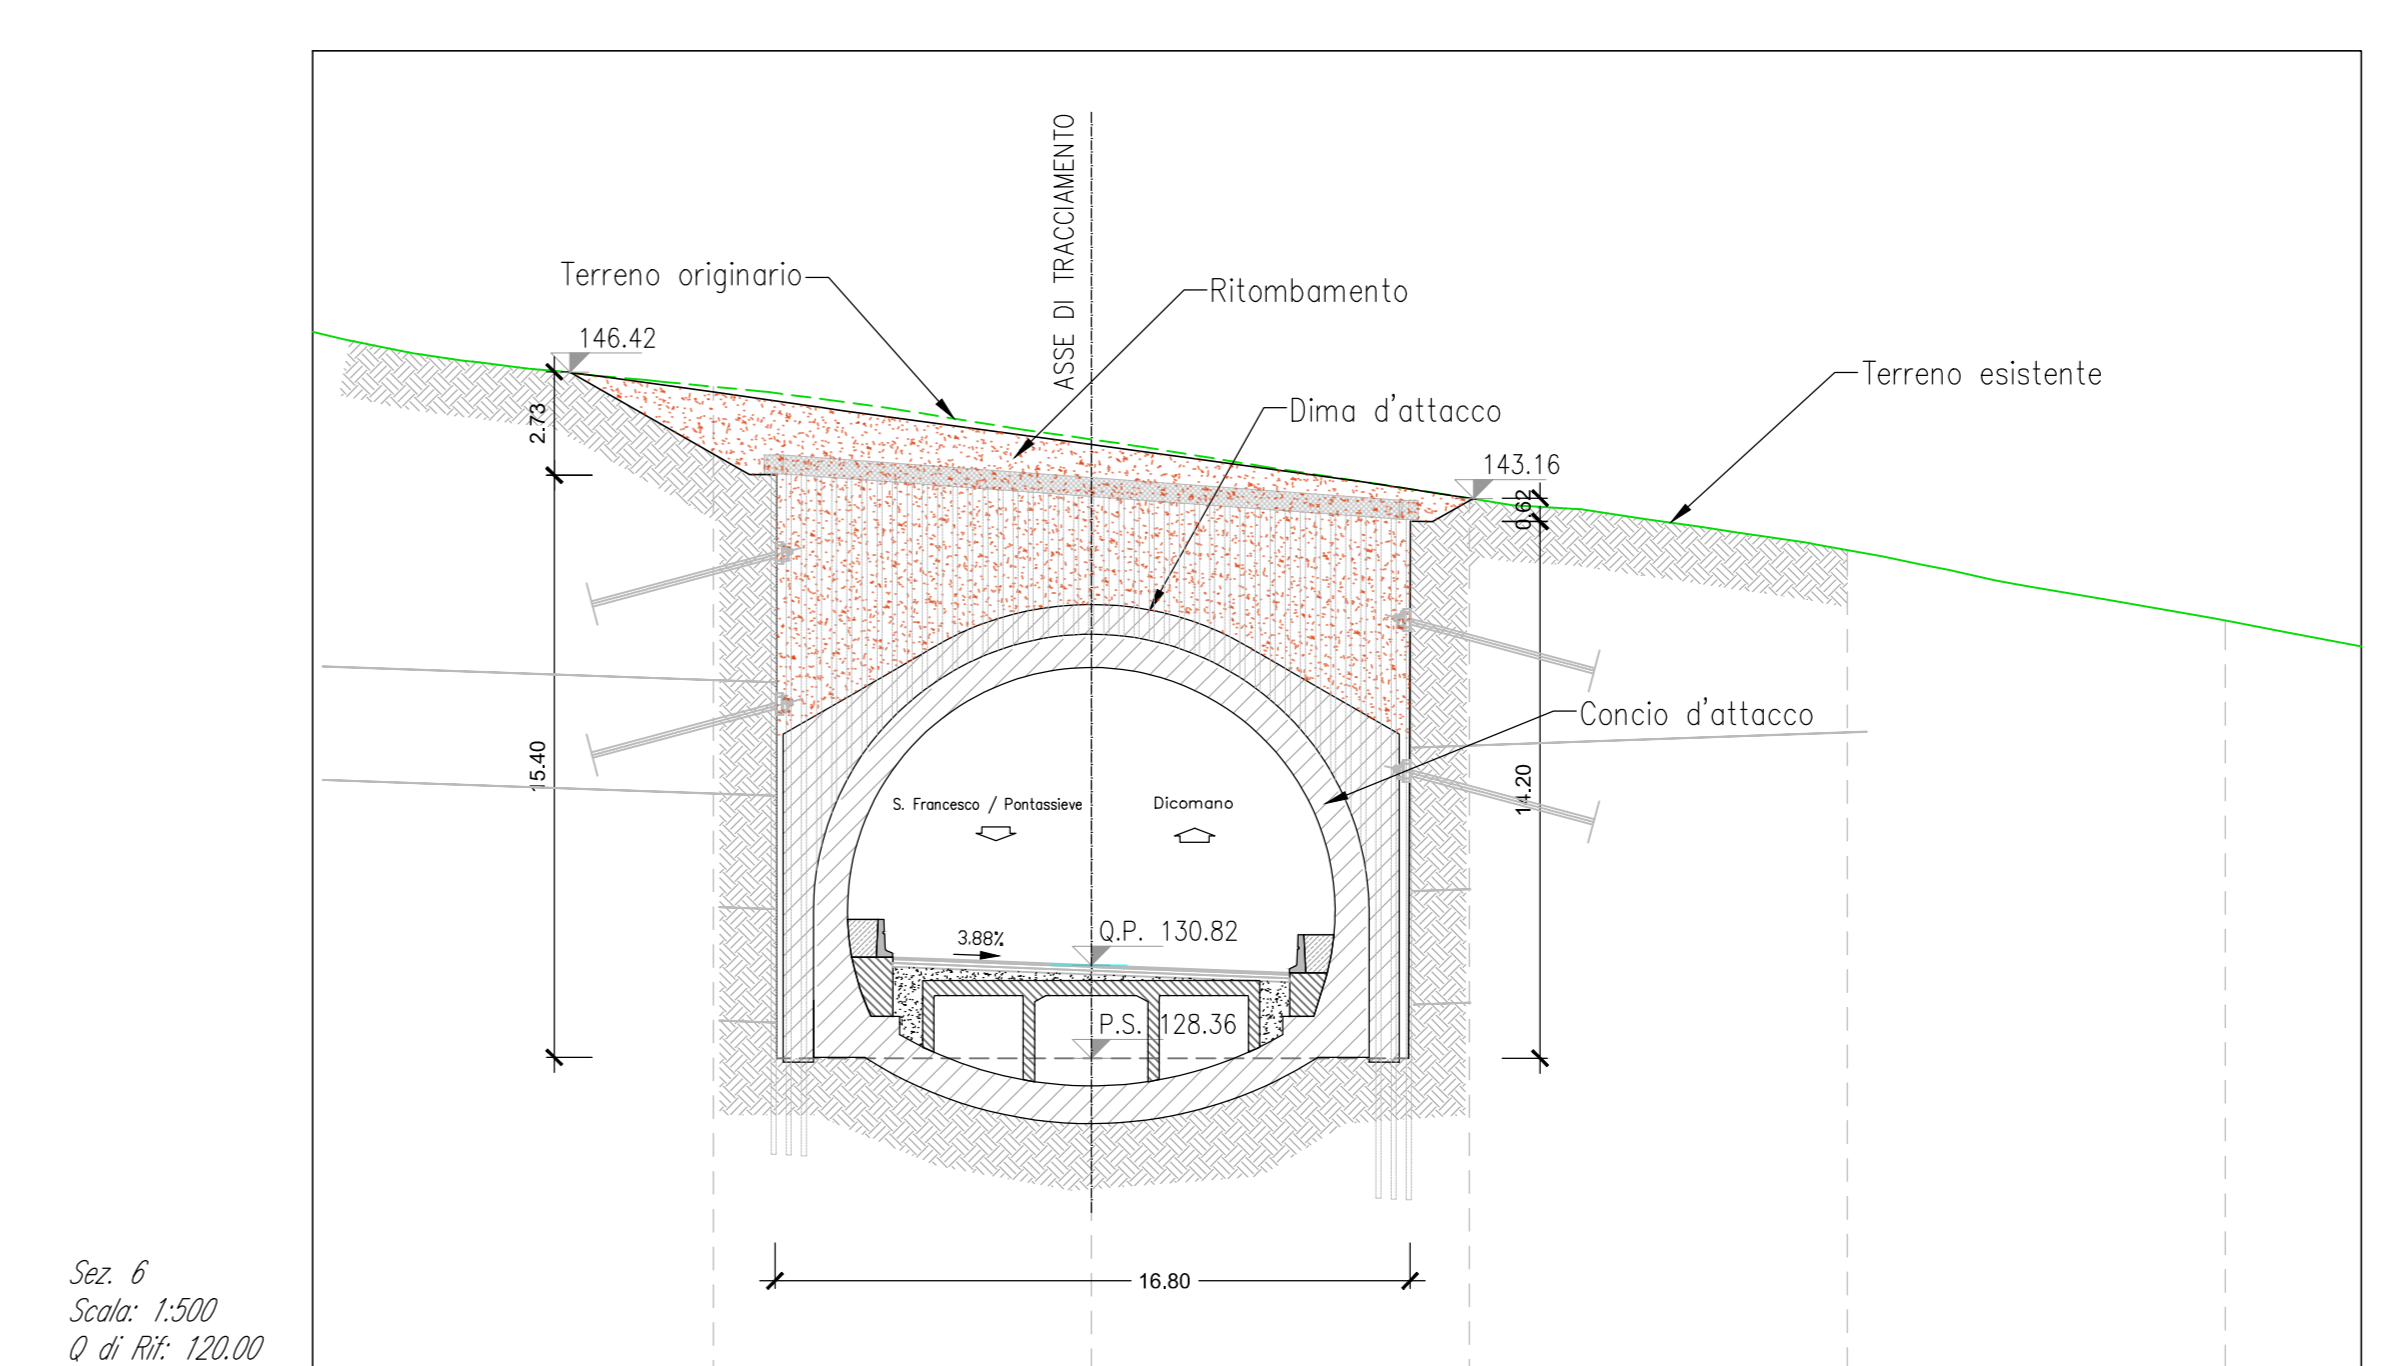 ASSE DI TRACCIAMENTO
Terreno originario
Ritombamento
146.42
Terreno esistente
Dima d'attacco
2.73
143.16
0.62
Concio d'attacco
15.40
14.20
S. Francesco / Pontassieve
Dicomano
3.88%
Q.P. 130.82
P.S. 128.36
16.80
Sez. 6
Scala: 1:500
Q di Rif: 120.00